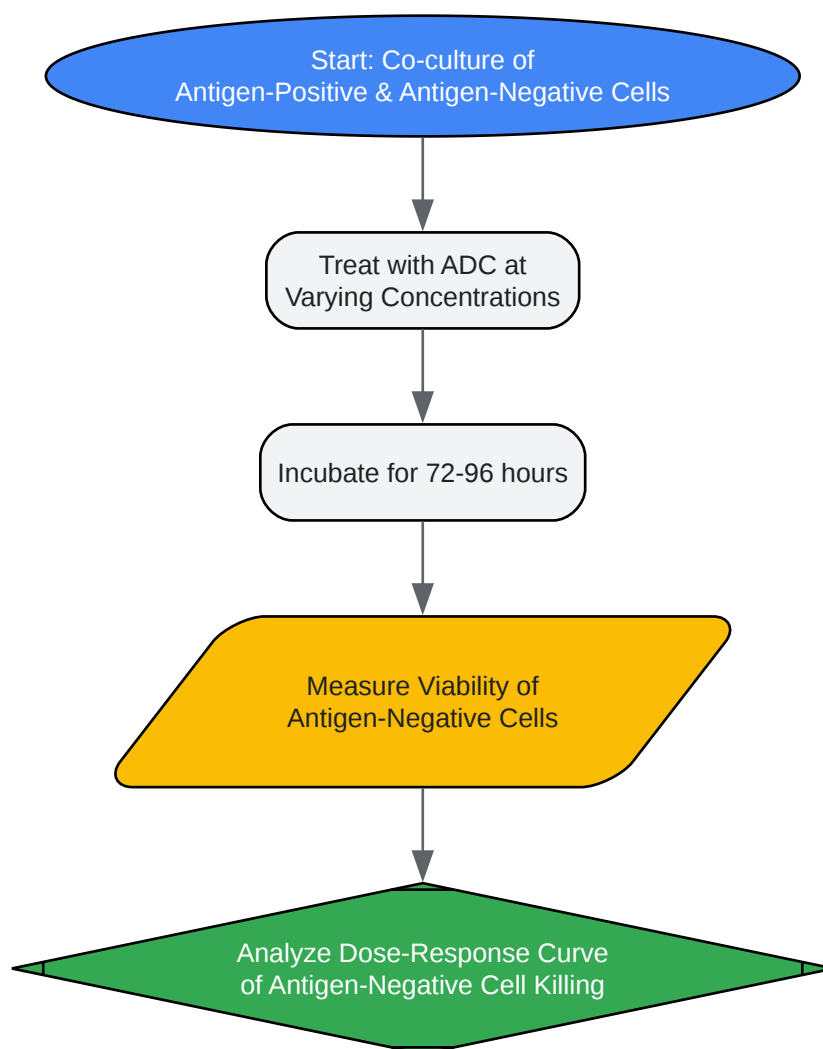 Start: Co-culture of
Antigen-Positive & Antigen-Negative Cells
Treat with ADC at
Varying Concentrations
Incubate for 72-96 hours
Measure Viability of
Antigen-Negative Cells
Analyze Dose-Response Curve
of Antigen-Negative Cell Killing